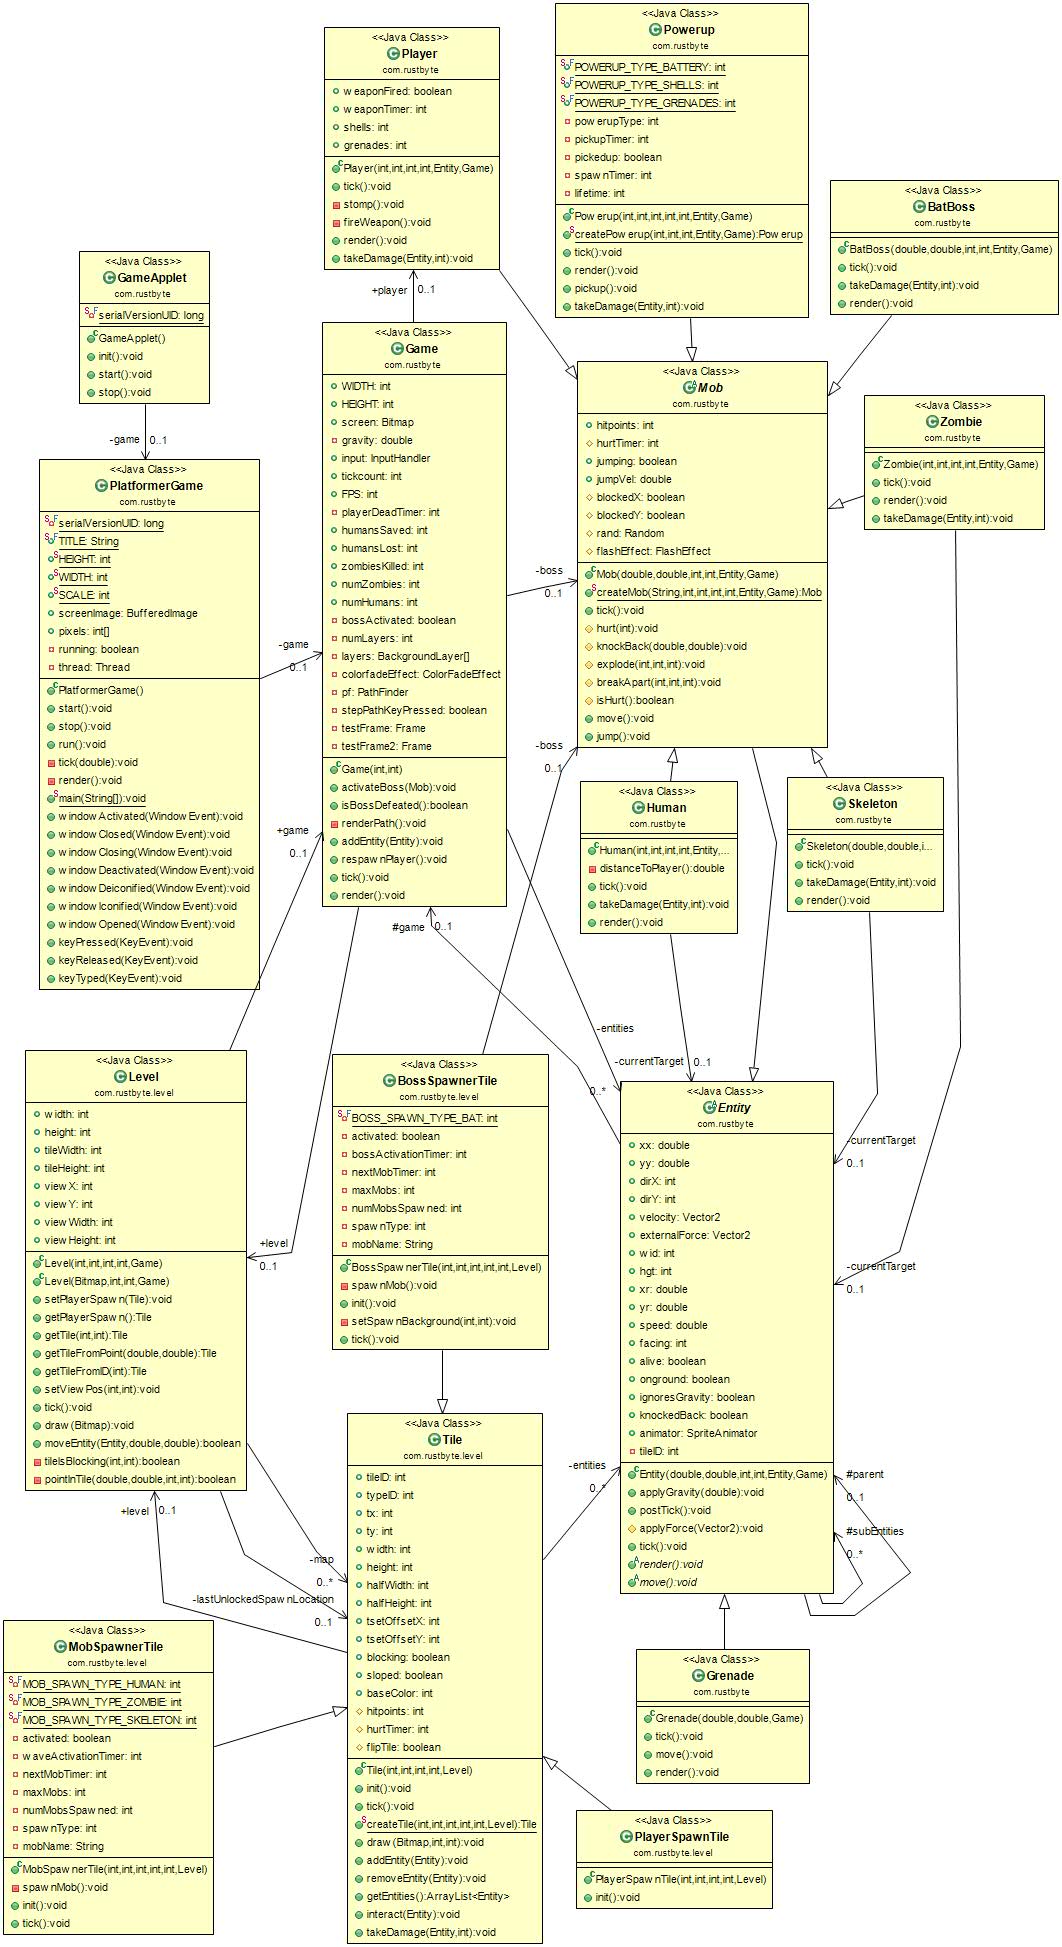 <<Java Class>>
Player
com.rustbyte
weaponFired: boolean
weaponTimer: int
shells: int
grenades: int
Player(int,int,int,int,Entity,Game)
tick():void
stomp():void
fireWeapon():void
render():void
takeDamage(Entity,int):void
<<Java Class>>
Powerup
com.rustbyte
POWERUP_TYPE_BATTERY: int
POWERUP_TYPE_SHELLS: int
POWERUP_TYPE_GRENADES: int
powerupType: int
pickupTimer: int
pickedup: boolean
spawnTimer: int
lifetime: int
Powerup(int,int,int,int,int,Entity,Game)
createPowerup(int,int,int,Entity,Game):Powerup
tick():void
render():void
pickup():void
takeDamage(Entity,int):void
<<Java Class>>
BatBoss
com.rustbyte
BatBoss(double,double,int,int,Entity,Game)
tick():void
takeDamage(Entity,int):void
render():void
<<Java Class>>
GameApplet
com.rustbyte
serialVersionUID: long
GameApplet()
init():void
start():void
stop():void
+player
0..1
-game
0..1
<<Java Class>>
Game
com.rustbyte
WIDTH: int
HEIGHT: int
screen: Bitmap
gravity: double
input: InputHandler
tickcount: int
FPS: int
playerDeadTimer: int
humansSaved: int
humansLost: int
zombiesKilled: int
numZombies: int
numHumans: int
bossActivated: boolean
numLayers: int
layers: BackgroundLayer[]
colorfadeEffect: ColorFadeEffect
pf: PathFinder
stepPathKeyPressed: boolean
testFrame: Frame
testFrame2: Frame
Game(int,int)
activateBoss(Mob):void
isBossDefeated():boolean
renderPath():void
addEntity(Entity):void
respawnPlayer():void
tick():void
render():void
<<Java Class>>
Mob
com.rustbyte
hitpoints: int
hurtTimer: int
jumping: boolean
jumpVel: double
blockedX: boolean
blockedY: boolean
rand: Random
flashEffect: FlashEffect
Mob(double,double,int,int,Entity,Game)
createMob(String,int,int,int,int,Entity,Game):Mob
tick():void
hurt(int):void
knockBack(double,double):void
explode(int,int,int):void
breakApart(int,int,int):void
isHurt():boolean
move():void
jump():void
<<Java Class>>
Zombie
com.rustbyte
Zombie(int,int,int,int,Entity,Game)
tick():void
render():void
takeDamage(Entity,int):void
<<Java Class>>
PlatformerGame
com.rustbyte
serialVersionUID: long
TITLE: String
HEIGHT: int
WIDTH: int
SCALE: int
screenImage: BufferedImage
pixels: int[]
running: boolean
thread: Thread
PlatformerGame()
start():void
stop():void
run():void
tick(double):void
render():void
main(String[]):void
windowActivated(WindowEvent):void
windowClosed(WindowEvent):void
windowClosing(WindowEvent):void
windowDeactivated(WindowEvent):void
windowDeiconified(WindowEvent):void
windowIconified(WindowEvent):void
windowOpened(WindowEvent):void
keyPressed(KeyEvent):void
keyReleased(KeyEvent):void
keyTyped(KeyEvent):void
-game
0..1
-boss
0..1
-boss
0..1
+game
0..1
#game
0..1
<<Java Class>>
Human
com.rustbyte
Human(int,int,int,int,Entity,...
distanceToPlayer():double
tick():void
takeDamage(Entity,int):void
render():void
<<Java Class>>
Skeleton
com.rustbyte
Skeleton(double,double,i...
tick():void
takeDamage(Entity,int):void
render():void
-entities
0..*
-currentTarget
0..1
<<Java Class>>
Level
com.rustbyte.level
width: int
height: int
tileWidth: int
tileHeight: int
viewX: int
viewY: int
viewWidth: int
viewHeight: int
Level(int,int,int,int,Game)
Level(Bitmap,int,int,Game)
setPlayerSpawn(Tile):void
getPlayerSpawn():Tile
getTile(int,int):Tile
getTileFromPoint(double,double):Tile
getTileFromID(int):Tile
setViewPos(int,int):void
tick():void
draw(Bitmap):void
moveEntity(Entity,double,double):boolean
tileIsBlocking(int,int):boolean
pointInTile(double,double,int,int):boolean
+level
0..1
<<Java Class>>
BossSpawnerTile
com.rustbyte.level
BOSS_SPAWN_TYPE_BAT: int
activated: boolean
bossActivationTimer: int
nextMobTimer: int
maxMobs: int
numMobsSpawned: int
spawnType: int
mobName: String
BossSpawnerTile(int,int,int,int,int,Level)
spawnMob():void
init():void
setSpawnBackground(int,int):void
tick():void
<<Java Class>>
Entity
com.rustbyte
xx: double
yy: double
dirX: int
dirY: int
velocity: Vector2
externalForce: Vector2
wid: int
hgt: int
xr: double
yr: double
speed: double
facing: int
alive: boolean
onground: boolean
ignoresGravity: boolean
knockedBack: boolean
animator: SpriteAnimator
tileID: int
Entity(double,double,int,int,Entity,Game)
applyGravity(double):void
postTick():void
applyForce(Vector2):void
tick():void
render():void
move():void
-currentTarget
0..1
-currentTarget
0..1
#parent
0..1
#subEntities
0..*
+level
0..1
-map
0..*
-lastUnlockedSpawnLocation
0..1
<<Java Class>>
Tile
com.rustbyte.level
tileID: int
typeID: int
tx: int
ty: int
width: int
height: int
halfWidth: int
halfHeight: int
tsetOffsetX: int
tsetOffsetY: int
blocking: boolean
sloped: boolean
baseColor: int
hitpoints: int
hurtTimer: int
flipTile: boolean
Tile(int,int,int,int,Level)
init():void
tick():void
createTile(int,int,int,int,int,Level):Tile
draw(Bitmap,int,int):void
addEntity(Entity):void
removeEntity(Entity):void
getEntities():ArrayList<Entity>
interact(Entity):void
takeDamage(Entity,int):void
-entities
0..*
<<Java Class>>
MobSpawnerTile
com.rustbyte.level
MOB_SPAWN_TYPE_HUMAN: int
MOB_SPAWN_TYPE_ZOMBIE: int
MOB_SPAWN_TYPE_SKELETON: int
activated: boolean
waveActivationTimer: int
nextMobTimer: int
maxMobs: int
numMobsSpawned: int
spawnType: int
mobName: String
MobSpawnerTile(int,int,int,int,int,Level)
spawnMob():void
init():void
tick():void
<<Java Class>>
Grenade
com.rustbyte
Grenade(double,double,Game)
tick():void
move():void
render():void
<<Java Class>>
PlayerSpawnTile
com.rustbyte.level
PlayerSpawnTile(int,int,int,int,Level)
init():void